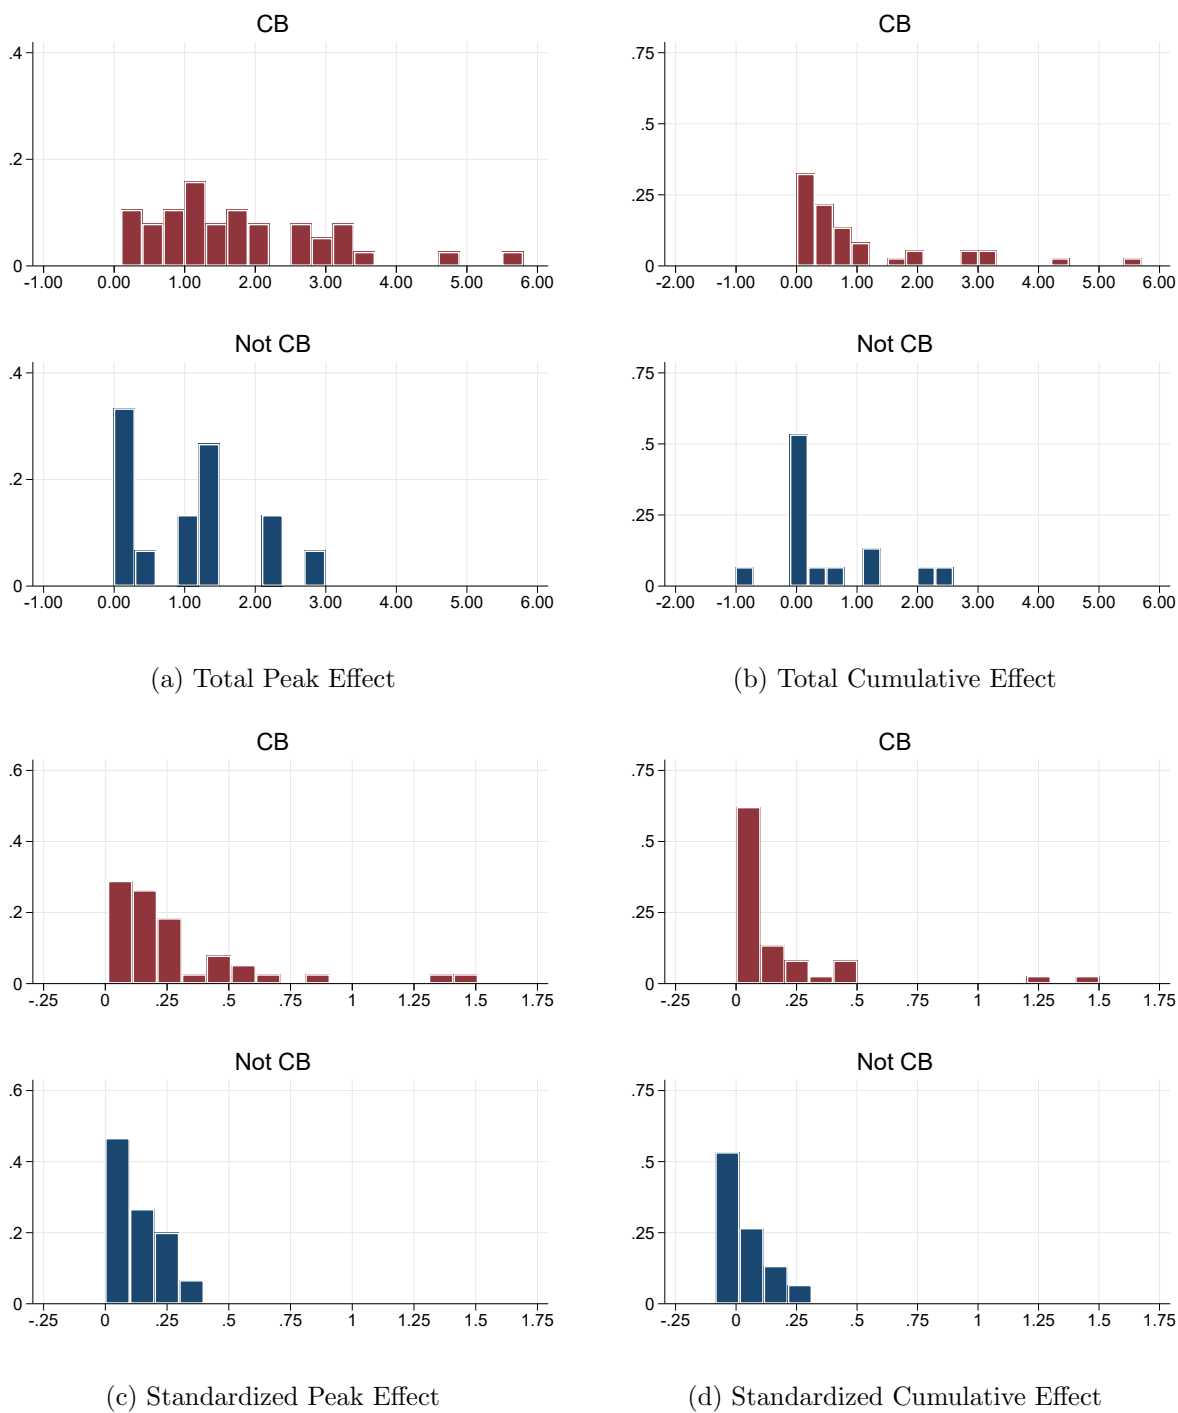 CB
.4
.2
0
-1.00 0.00 1.00 2.00 3.00 4.00 5.00 6.00
Not CB
.4
.2
0
-1.00 0.00 1.00 2.00 3.00 4.00 5.00 6.00
(a) Total Peak Effect
CB
.75
.5
.25
0
-2.00 -1.00 0.00 1.00 2.00 3.00 4.00 5.00 6.00
Not CB
.75
.5
.25
0
-2.00 -1.00 0.00 1.00 2.00 3.00 4.00 5.00 6.00
(b) Total Cumulative Effect
CB
.6
.4
.2
0
-.25 0 .25 .5 .75 1 1.25 1.5 1.75
Not CB
.6
.4
.2
0
-.25 0 .25 .5 .75 1 1.25 1.5 1.75
(c) Standardized Peak Effect
CB
.75
.5
.25
0
-.25 0 .25 .5 .75 1 1.25 1.5 1.75
Not CB
.75
.5
.25
0
-.25 0 .25 .5 .75 1 1.25 1.5 1.75
(d) Standardized Cumulative Effect